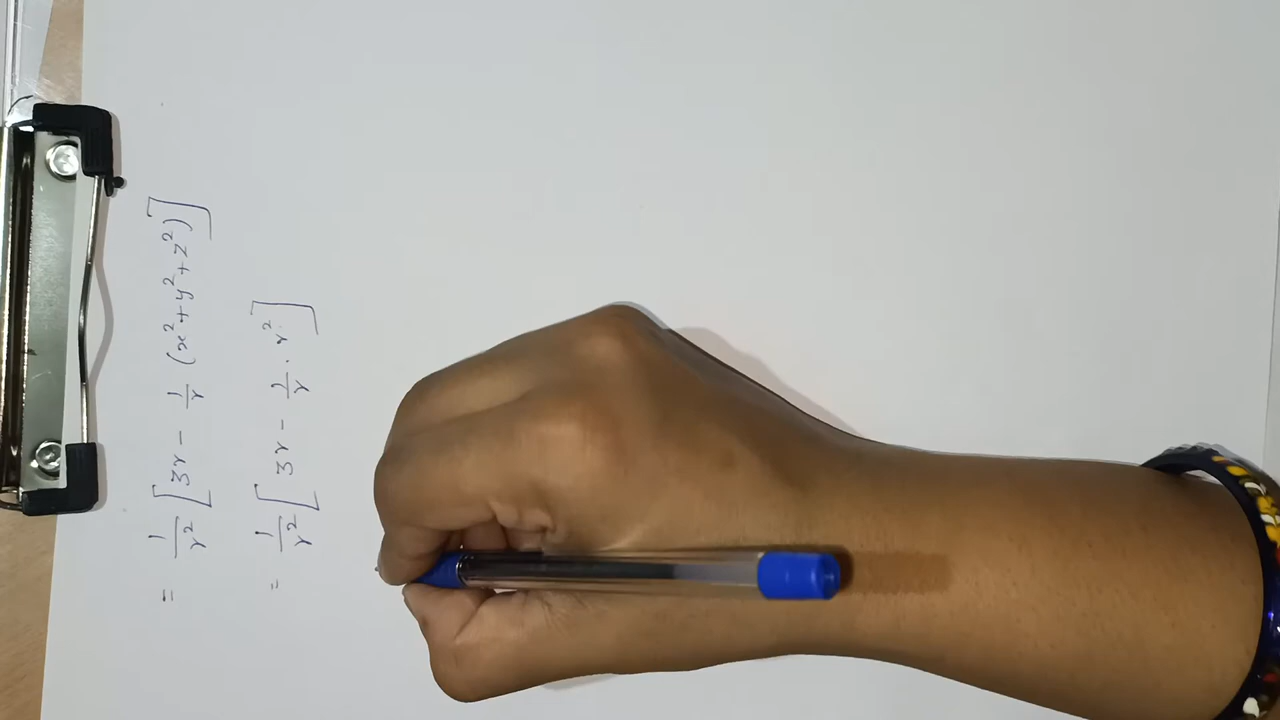 = 1/r² [3r - 1/r (x² + y² + z²)]
= 1/r² [3r - 1/r · r²]